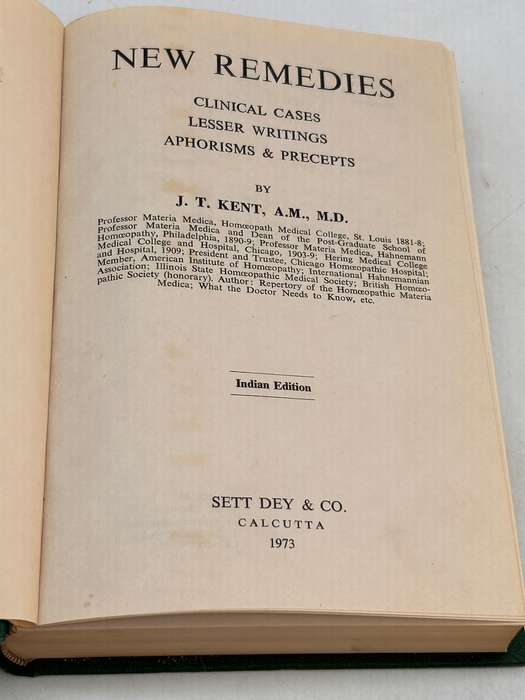 NEW REMEDIES
CLINICAL CASES
LESSER WRITINGS
APHORISMS & PRECEPTS
BY
J. T. KENT, A.M., M.D.
Professor Materia Medica, Homœopath Medical College, St. Louis 1881-8;
Professor Materia Medica and Dean of the Post-Graduate School of
Homœopathy, Philadelphia, 1890-9; Professor Materia Medica, Hahnemann
Medical College and Hospital, Chicago, 1903-9; Hering Medical College
and Hospital, 1909; President and Trustee, Chicago Homœopathic Hospital;
Member, American Institute of Homœopathy; International Hahnemannian
Association; Illinois State Homœopathic Medical Society; British Homœo-
pathic Society (honorary). Author: Repertory of the Homœopathic Materia
Medica; What the Doctor Needs to Know, etc.
Indian Edition
SETT DEY & CO.
CALCUTTA
1973